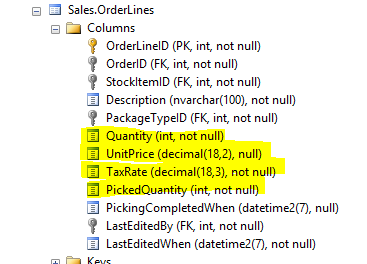 Sales.OrderLines
Columns
OrderLineID (PK, int, not null)
OrderID (FK, int, not null)
StockItemID (FK, int, not null)
Description (nvarchar(100), not null)
PackageTypeID (FK, int, not null)
Quantity (int, not null)
UnitPrice (decimal(18,2), null)
TaxRate (decimal(18,3), not null)
PickedQuantity (int, not null)
PickingCompletedWhen (datetime2(7), null)
LastEditedBy (FK, int, not null)
LastEditedWhen (datetime2(7), not null)
Keys